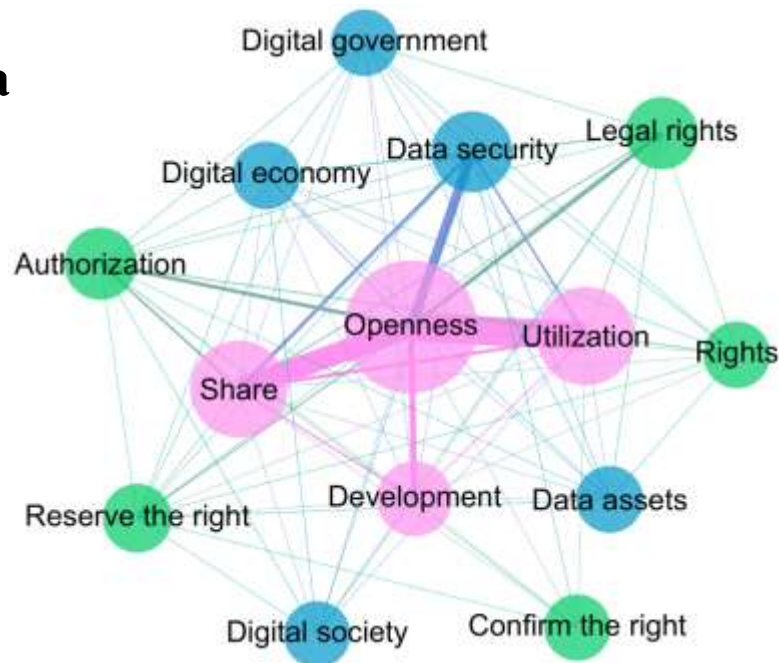 a
Digital government
Legal rights
Data security
Digital economy
Authorization
Openness
Utilization
Rights
Share
Development
Data assets
Reserve the right
Digital society
Confirm the right